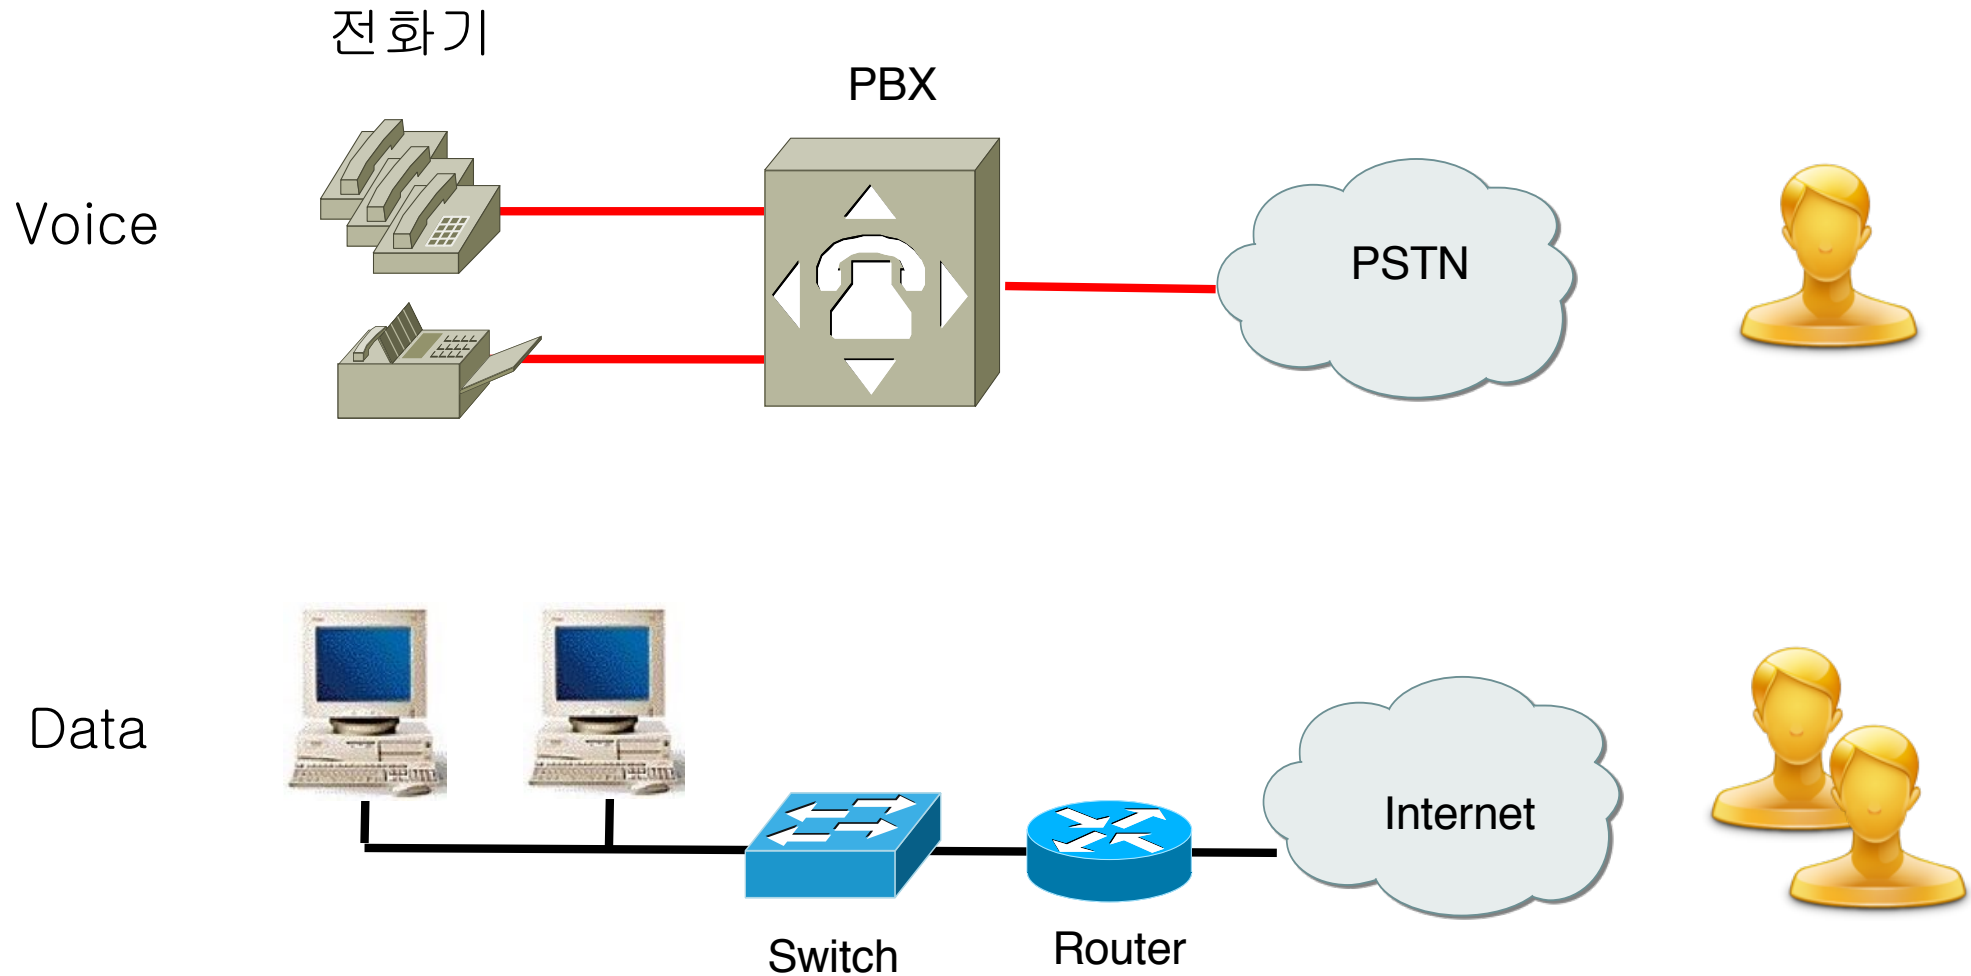 전화기
PBX
Voice
PSTN
Data
Internet
Switch
Router